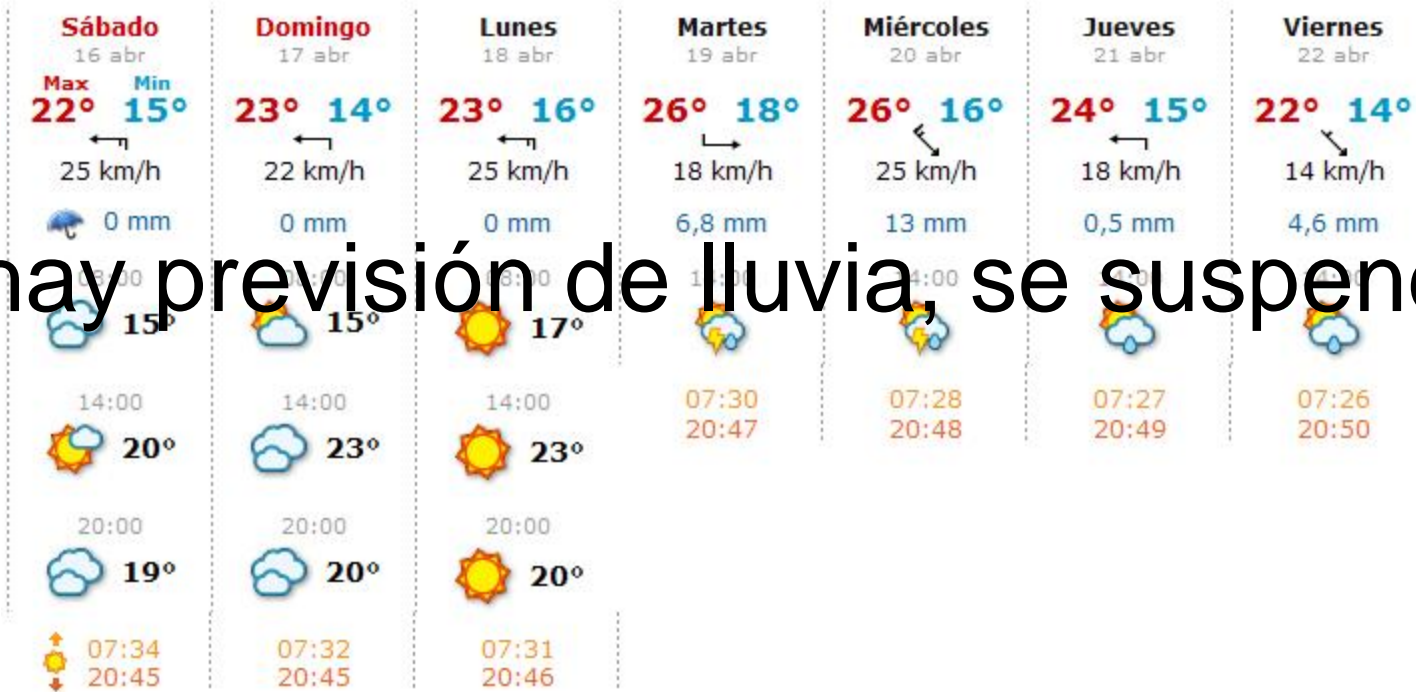 Sábado Domingo Lunes Martes Miércoles Jueves Viernes
16 abr 17 abr 18 abr 19 abr 20 abr 21 abr 22 abr
Max Min
22° 15° 23° 14° 23° 16° 26° 18° 26° 16° 24° 15° 22° 14°
25 km/h 22 km/h 25 km/h 18 km/h 25 km/h 18 km/h 14 km/h
0 mm 0 mm 0 mm 6,8 mm 13 mm 0,5 mm 4,6 mm
hay previsión de lluvia, se
15° 15° 17°
14:00 14:00 14:00 07:30 07:28 07:27 07:26
20° 23° 23° 20:47 20:48 20:49 20:50
20:00 20:00 20:00
19° 20° 20°
07:34 07:32 07:31
20:45 20:45 20:46